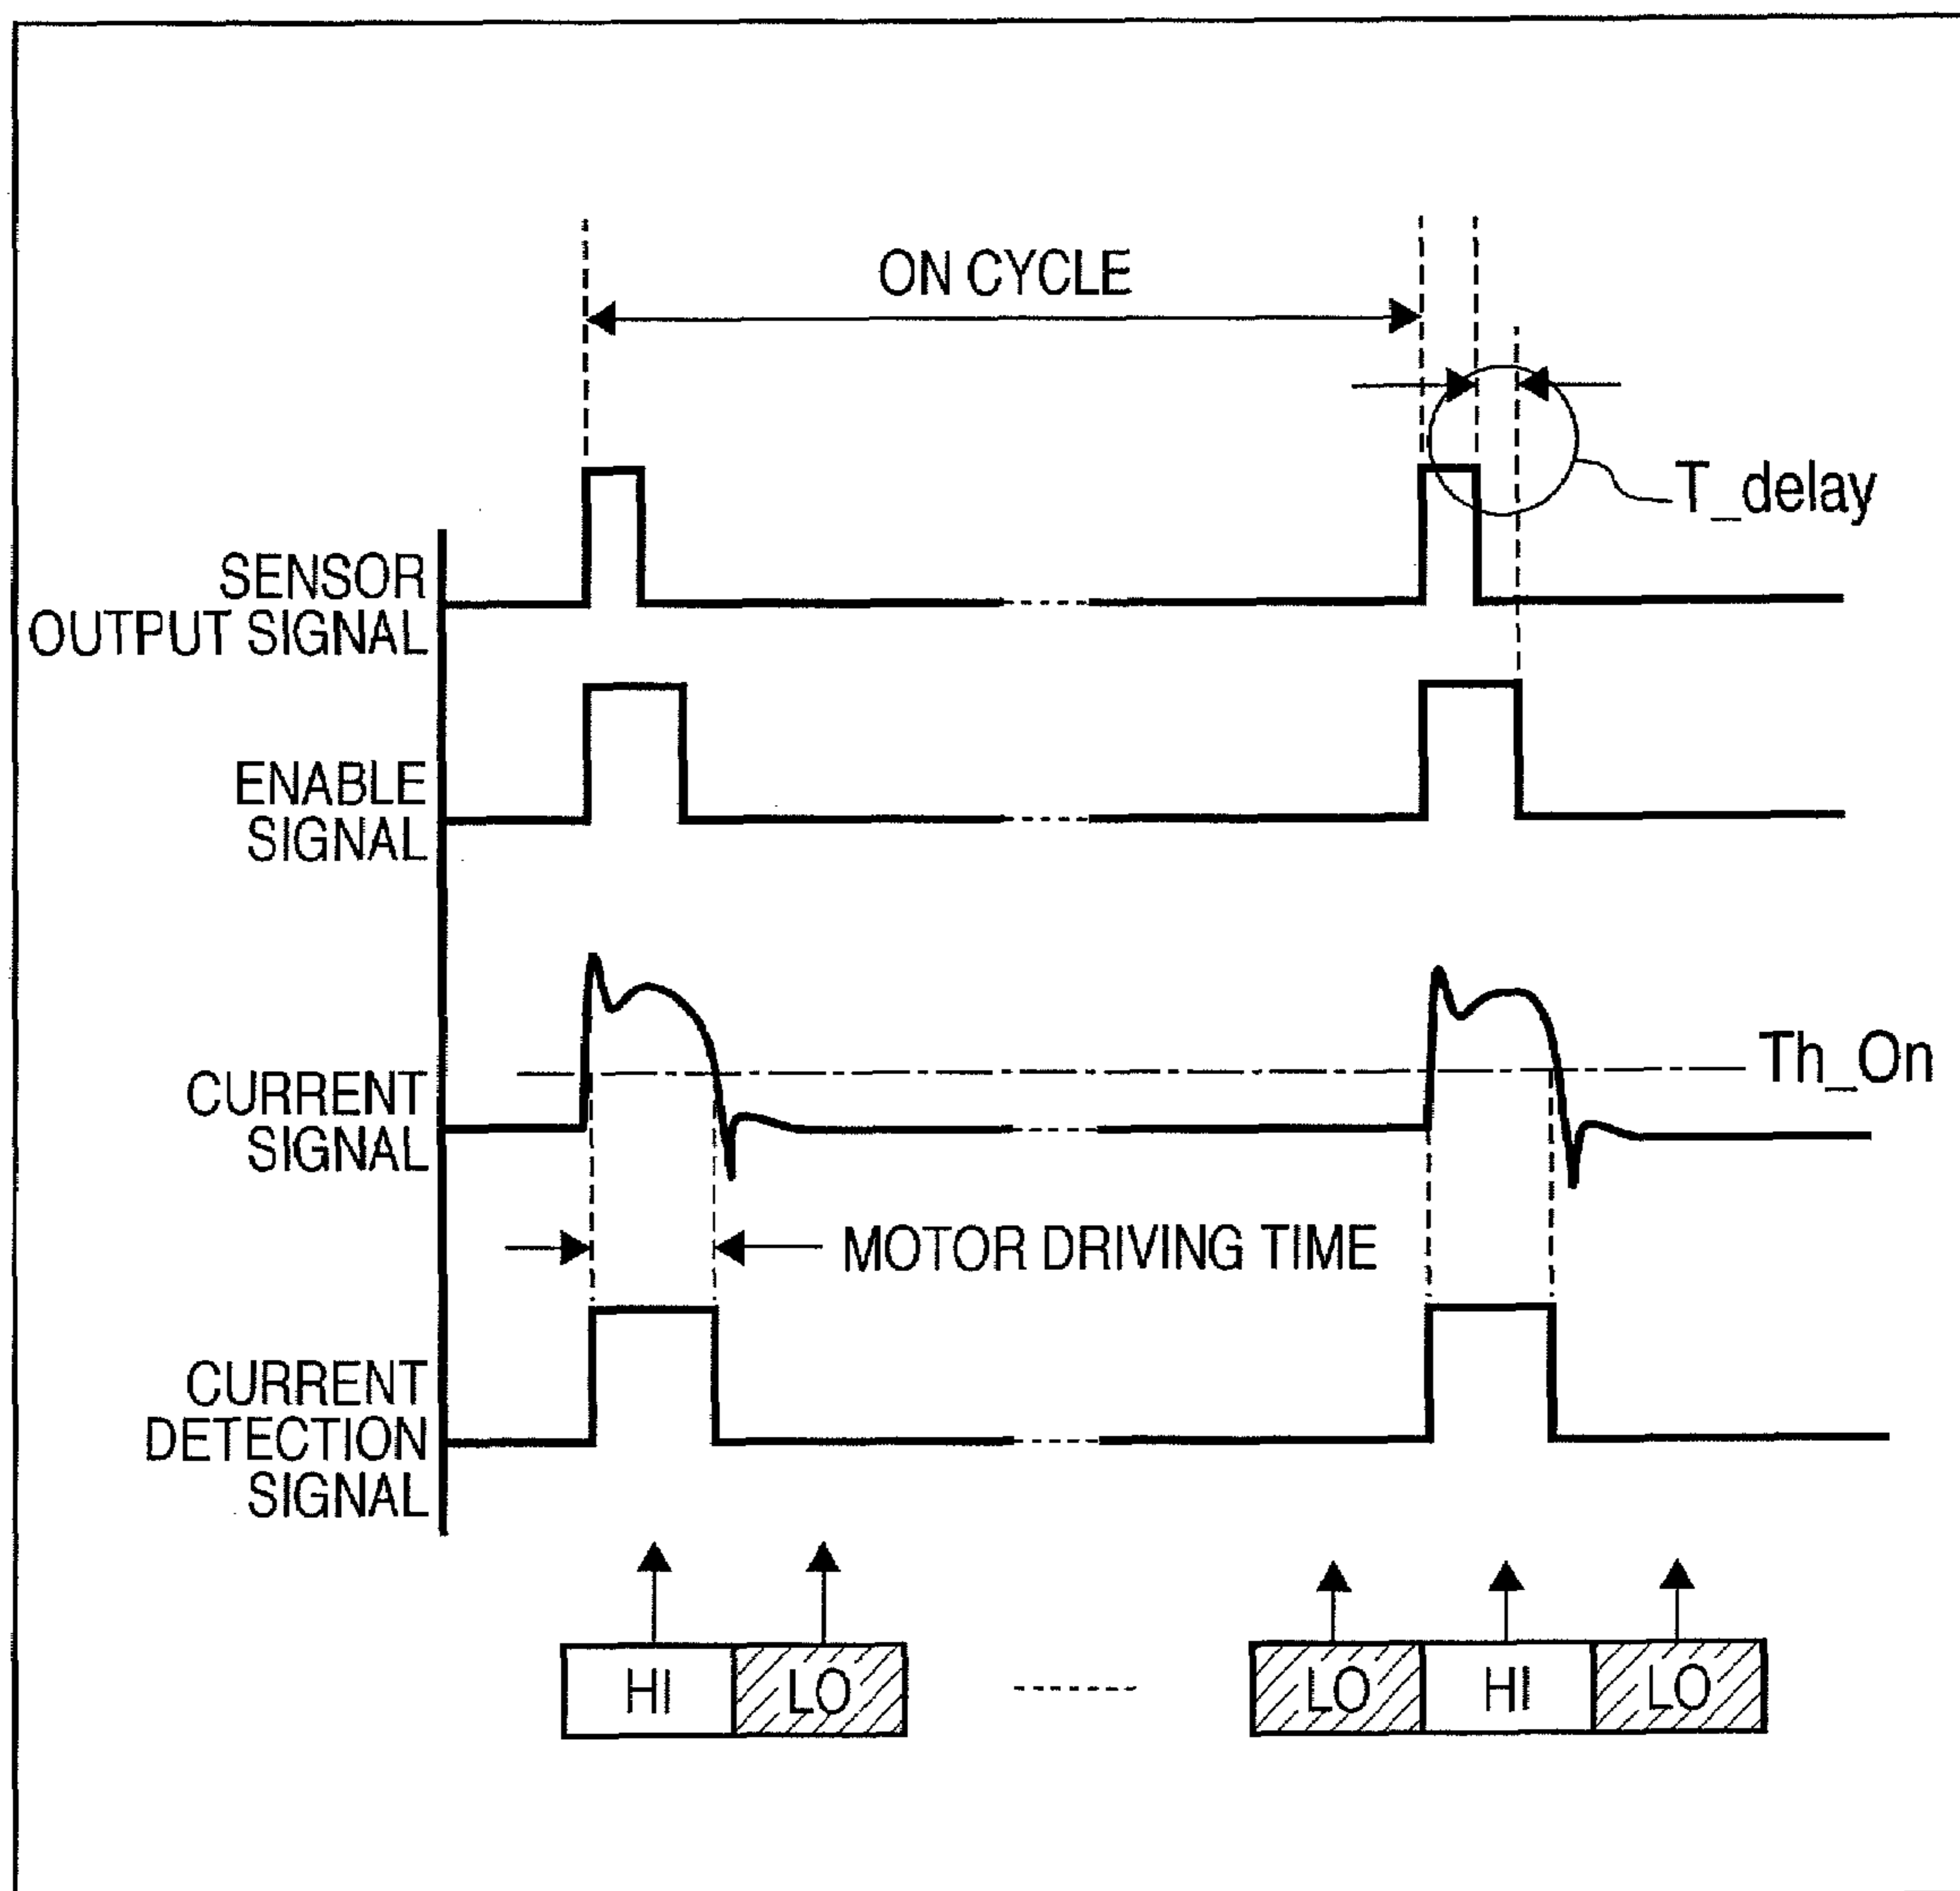 ON CYCLE
T_delay
SENSOR
OUTPUT SIGNAL
ENABLE
SIGNAL
CURRENT
SIGNAL
Th_On
MOTOR DRIVING TIME
CURRENT
DETECTION
SIGNAL
HI LO LO HI LO